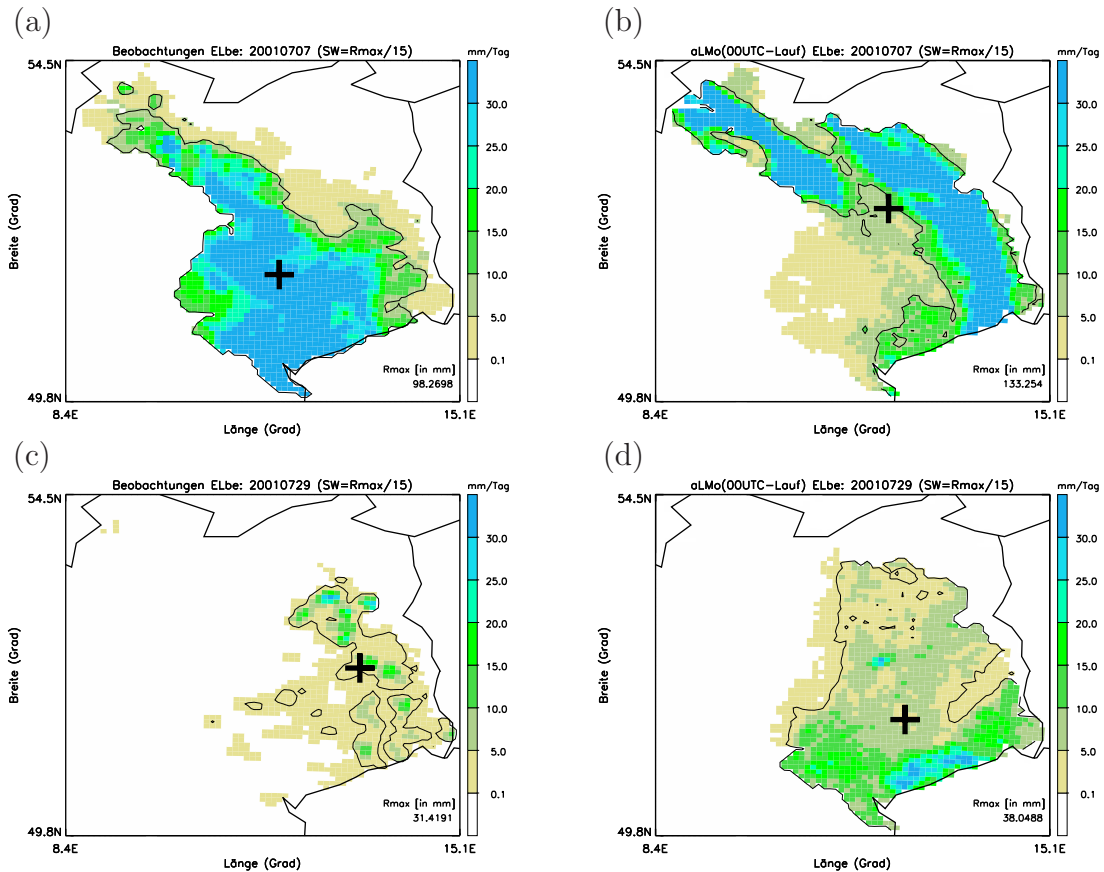 (a)
Beobachtungen ELbe: 20010707 (SW=Rmax/15)
mm/Tag
54.5N
30.0
25.0
20.0
15.0
10.0
5.0
0.1
Breite (Grad)
Rmax [in mm]
98.2698
49.8N
8.4E
15.1E
Länge (Grad)
(b)
aLMo(00UTC-Lauf) ELbe: 20010707 (SW=Rmax/15)
mm/Tag
54.5N
30.0
25.0
20.0
15.0
10.0
5.0
0.1
Breite (Grad)
Rmax [in mm]
133.254
49.8N
8.4E
15.1E
Länge (Grad)
(c)
Beobachtungen ELbe: 20010729 (SW=Rmax/15)
mm/Tag
54.5N
30.0
25.0
20.0
15.0
10.0
5.0
0.1
Breite (Grad)
Rmax [in mm]
31.4191
49.8N
8.4E
15.1E
Länge (Grad)
(d)
aLMo(00UTC-Lauf) ELbe: 20010729 (SW=Rmax/15)
mm/Tag
54.5N
30.0
25.0
20.0
15.0
10.0
5.0
0.1
Breite (Grad)
Rmax [in mm]
38.0488
49.8N
8.4E
15.1E
Länge (Grad)